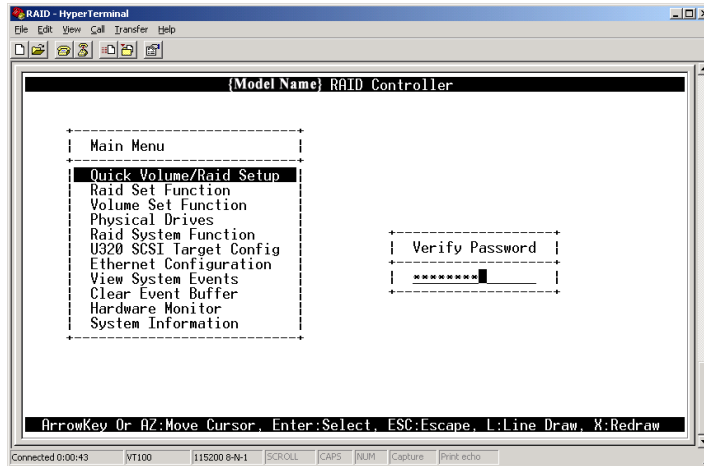 RAID - HyperTerminal
File Edit View Call Transfer Help
{Model Name} RAID Controller
Main Menu
Quick Volume/Raid Setup
Raid Set Function
Volume Set Function
Physical Drives
Raid System Function
U320 SCSI Target Config
Ethernet Configuration
View System Events
Clear Event Buffer
Hardware Monitor
System Information
Verify Password
********
ArrowKey Or AZ:Move Cursor, Enter:Select, ESC:Escape, L:Line Draw, X:Redraw
Connected 0:00:43 VT100 115200 8-N-1 SCROLL CAPS NUM Capture Print echo